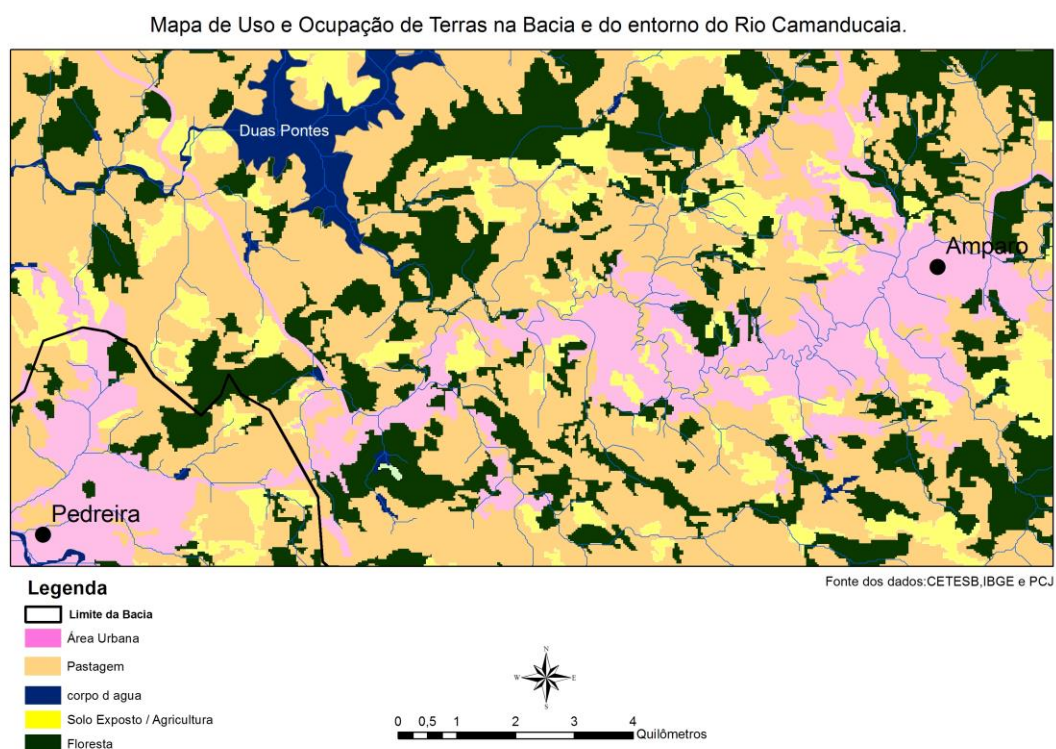 Mapa de Uso e Ocupação de Terras na Bacia e do entorno do Rio Camanducaia.
Duas Pontes
Amparo
Pedreira
Fonte dos dados:CETESB,IBGE e PCJ
Legenda
Limite da Bacia
Área Urbana
Pastagem
corpo d agua
Solo Exposto / Agricultura
Floresta
N
W E
S
0 0,5 1 2 3 4
Quilômetros